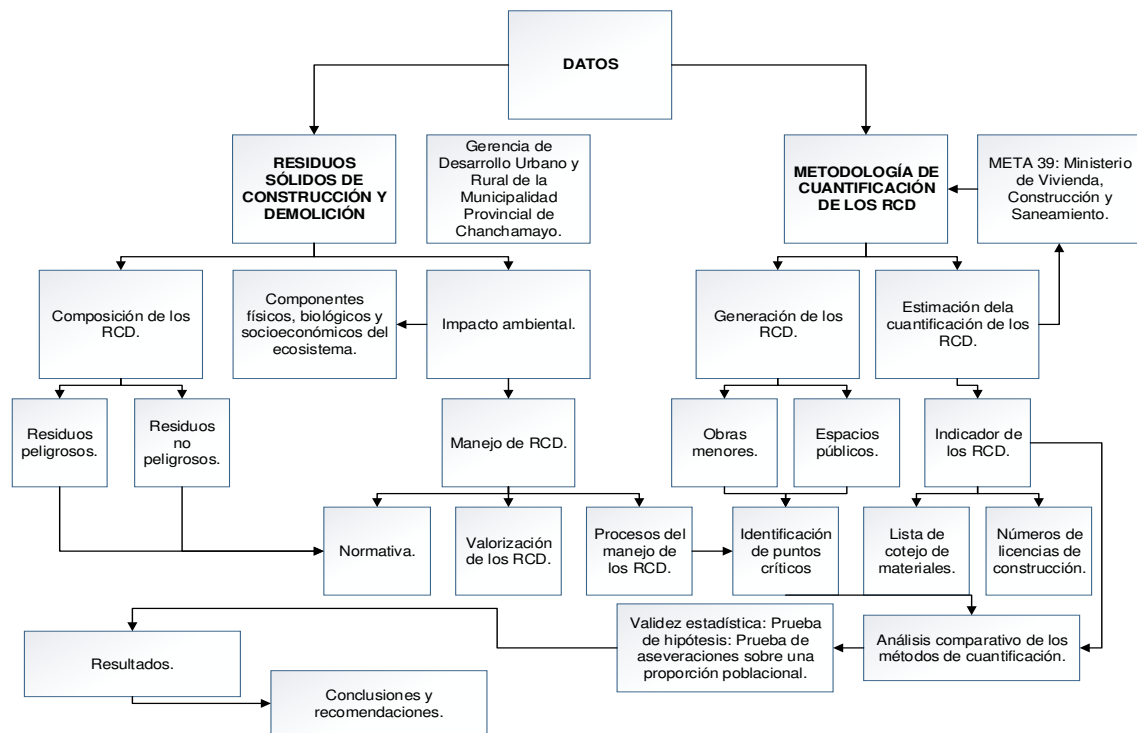 DATOS
RESIDUOS
SÓLIDOS DE
CONSTRUCCIÓN Y
DEMOLICIÓN
Gerencia de
Desarrollo Urbano y
Rural de la
Municipalidad
Provincial de
Chanchamayo.
METODOLOGÍA DE
CUANTIFICACIÓN
DE LOS RCD
META 39: Ministerio
de Vivienda,
Construcción y
Saneamiento.
Composición de los
RCD.
Componentes
físicos, biológicos y
socioeconómicos del
ecosistema.
Impacto ambiental.
Generación de los
RCD.
Estimación dela
cuantificación de los
RCD.
Residuos
peligrosos.
Residuos
no
peligrosos.
Manejo de RCD.
Obras
menores.
Espacios
públicos.
Indicador de
los RCD.
Normativa.
Valorización
de los RCD.
Procesos del
manejo de
los RCD.
Identificación
de puntos
críticos
Lista de
cotejo de
materiales.
Números de
licencias de
construcción.
Resultados.
Validez estadística: Prueba
de hipótesis: Prueba de
aseveraciones sobre una
proporción poblacional.
Análisis comparativo de los
métodos de cuantificación.
Conclusiones y
recomendaciones.